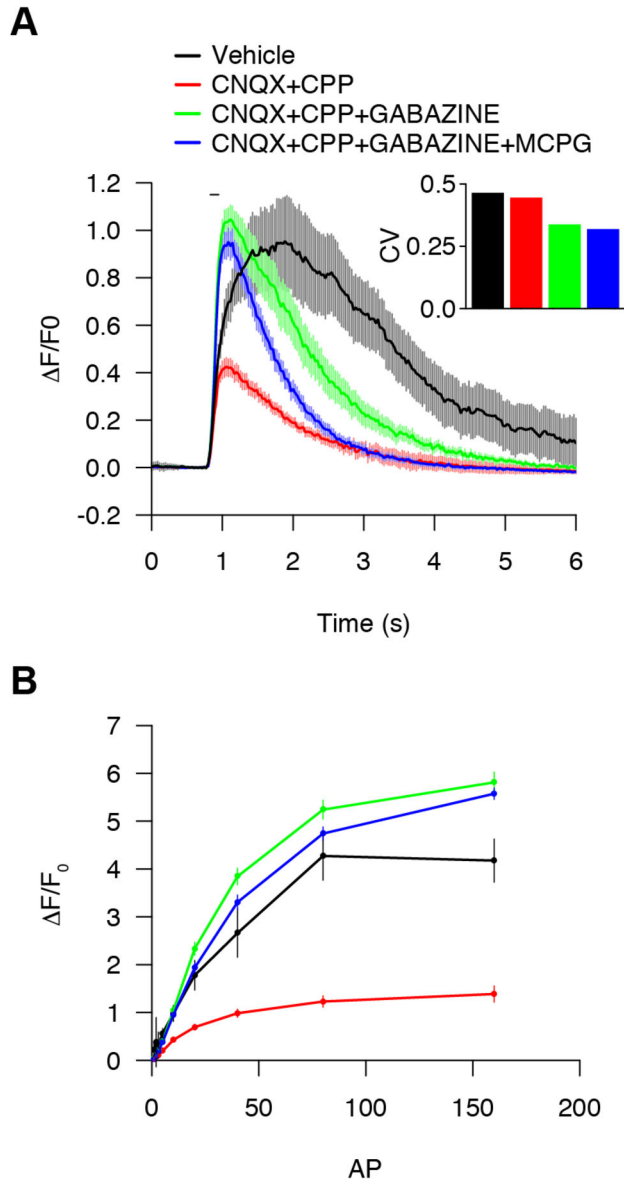 A
Vehicle
CNQX+CPP
CNQX+CPP+GABAZINE
CNQX+CPP+GABAZINE+MCPG
1.2
1.0
0.8
0.6
0.4
0.2
0.0
-0.2
ΔF/F0
0.5
0.25
0.0
CV
0 1 2 3 4 5 6
Time (s)
B
7
6
5
4
3
2
1
0
ΔF/F₀
0 50 100 150 200
AP